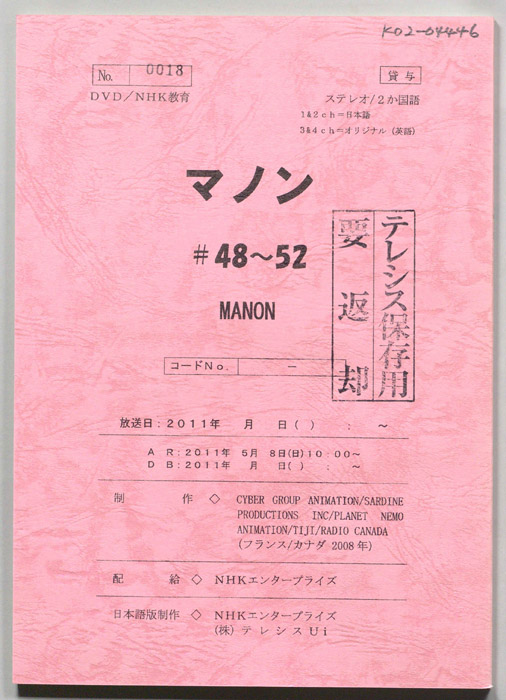 K02-04446
No. 0018
貸与
DVD/NHK教育
ステレオ/2か国語
1&2ch=日本語
3&4ch=オリジナル(英語)
マノン
#48~52
MANON
テレシス保存用
要返却
コードNo. -
放送日:2011年 月 日( ) : ~
AR:2011年 5月 8日(日)10:00~
DB:2011年 月 日( ) : ~
制作◇ CYBER GROUP ANIMATION/SARDINE
PRODUCTIONS INC/PLANET NEMO
ANIMATION/TIJI/RADIO CANADA
(フランス/カナダ 2008年)
配給◇ NHKエンタープライズ
日本語版制作◇ NHKエンタープライズ
(株)テレシスUi